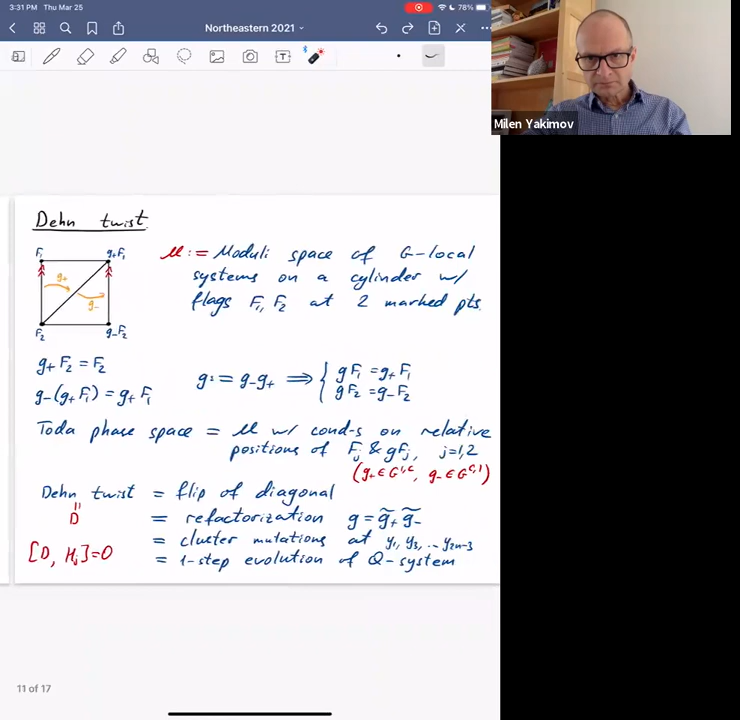 3:31 PM Thu Mar 25
78%
Northeastern 2021
Milen Yakimov
Dehn twist
F₁ g₊F₁
g₊
g₋
F₂ g₋F₂
M := Moduli space of G-local
systems on a cylinder w/
flags F₁, F₂ at 2 marked pts.
g₊F₂ = F₂
g₋(g₊F₁) = g₊F₁
g := g₋g₊ ⟹ { gF₁ = g₊F₁
gF₂ = g₋F₂
Toda phase space = M w/ cond-s on relative
positions of Fⱼ & gFⱼ, j=1,2
(g₊ ∈ G^{1,c}, g₋ ∈ G^{c,1})
Dehn twist = flip of diagonal
D = refactorization g = g̃₊ g̃₋
= cluster mutations at y₁, y₃, ... y₂ₙ₋₃
[D, Hⱼ] = 0 = 1-step evolution of Q-system
11 of 17